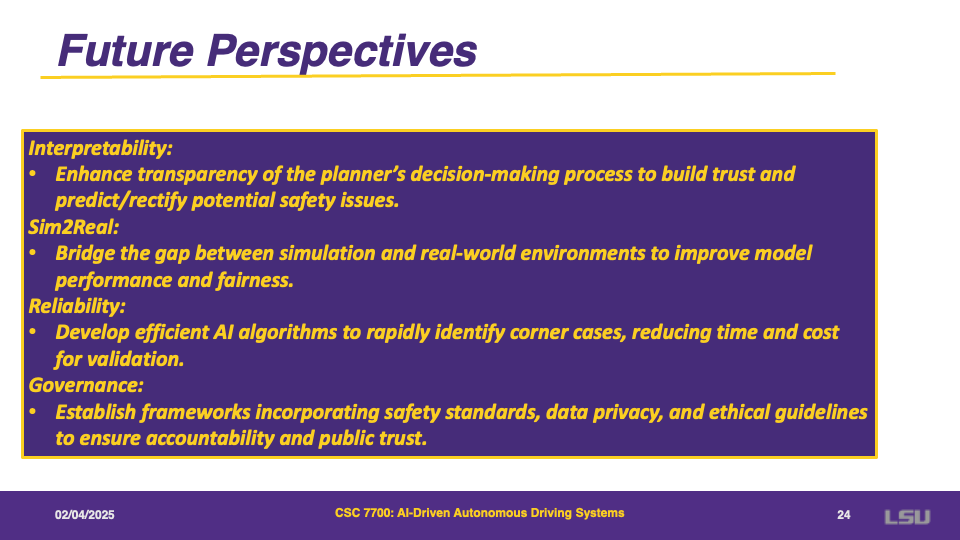 Future Perspectives
Interpretability:
• Enhance transparency of the planner’s decision-making process to build trust and
predict/rectify potential safety issues.
Sim2Real:
• Bridge the gap between simulation and real-world environments to improve model
performance and fairness.
Reliability:
• Develop efficient AI algorithms to rapidly identify corner cases, reducing time and cost
for validation.
Governance:
• Establish frameworks incorporating safety standards, data privacy, and ethical guidelines
to ensure accountability and public trust.
02/04/2025
CSC 7700: AI-Driven Autonomous Driving Systems
24
LSU